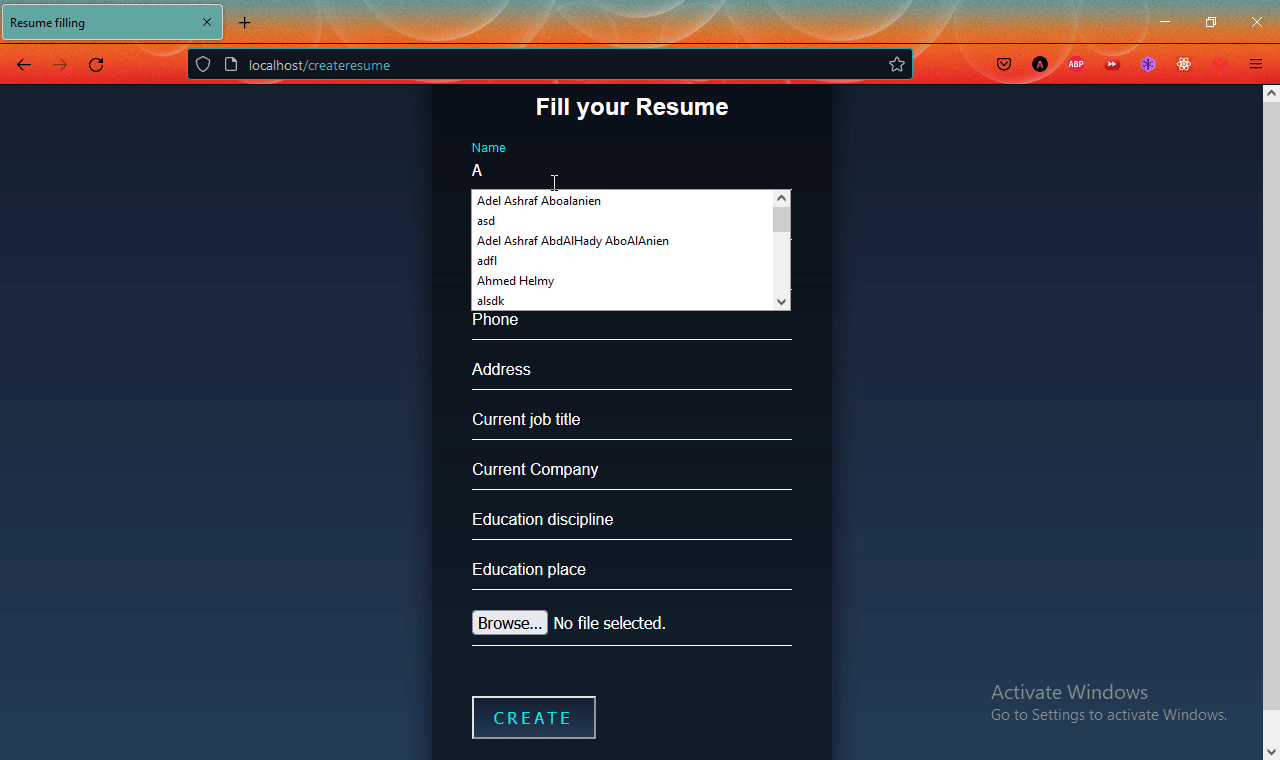 Resume filling
localhost/createresume
A
ABP
Fill your Resume
Name
A
Adel Ashraf Aboalanien
asd
Adel Ashraf AbdAlHady AboAlAnien
adfl
Ahmed Helmy
alsdk
Phone
Address
Current job title
Current Company
Education discipline
Education place
Browse... No file selected.
CREATE
Activate Windows
Go to Settings to activate Windows.